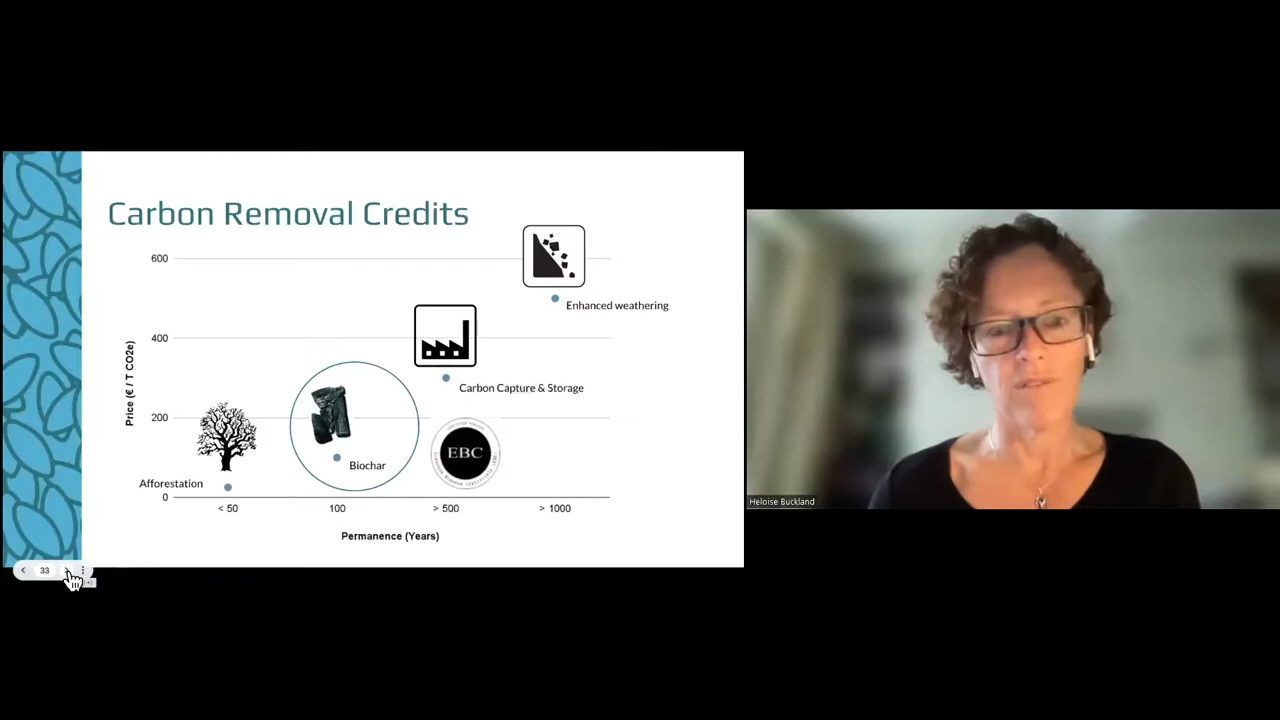 Carbon Removal Credits
600
Enhanced weathering
400
Carbon Capture & Storage
Price (€ / T CO2e)
200
EBC
Biochar
Afforestation
0
< 50
100
> 500
> 1000
Permanence (Years)
33
Heloise Buckland